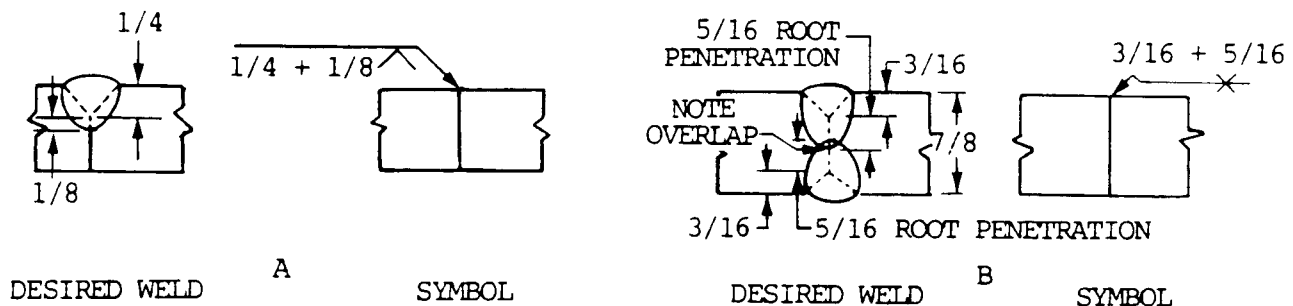 1/4
1/8
1/4 + 1/8
DESIRED WELD
A
SYMBOL
5/16 ROOT
PENETRATION
3/16
NOTE
OVERLAP
7/8
3/16
5/16 ROOT PENETRATION
3/16 + 5/16
DESIRED WELD
B
SYMBOL